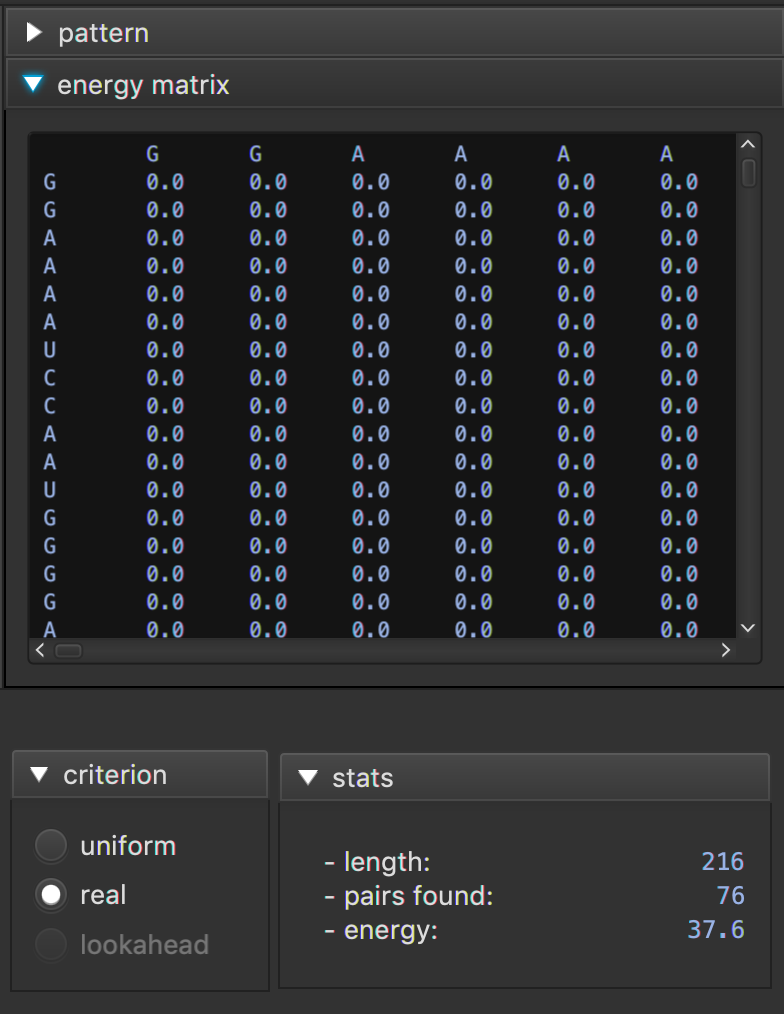 pattern
energy matrix
G G A A A A
G 0.0 0.0 0.0 0.0 0.0 0.0
G 0.0 0.0 0.0 0.0 0.0 0.0
A 0.0 0.0 0.0 0.0 0.0 0.0
A 0.0 0.0 0.0 0.0 0.0 0.0
A 0.0 0.0 0.0 0.0 0.0 0.0
A 0.0 0.0 0.0 0.0 0.0 0.0
U 0.0 0.0 0.0 0.0 0.0 0.0
C 0.0 0.0 0.0 0.0 0.0 0.0
C 0.0 0.0 0.0 0.0 0.0 0.0
A 0.0 0.0 0.0 0.0 0.0 0.0
A 0.0 0.0 0.0 0.0 0.0 0.0
U 0.0 0.0 0.0 0.0 0.0 0.0
G 0.0 0.0 0.0 0.0 0.0 0.0
G 0.0 0.0 0.0 0.0 0.0 0.0
G 0.0 0.0 0.0 0.0 0.0 0.0
G 0.0 0.0 0.0 0.0 0.0 0.0
A 0.0 0.0 0.0 0.0 0.0 0.0
criterion
uniform
real
lookahead
stats
- length: 216
- pairs found: 76
- energy: 37.6